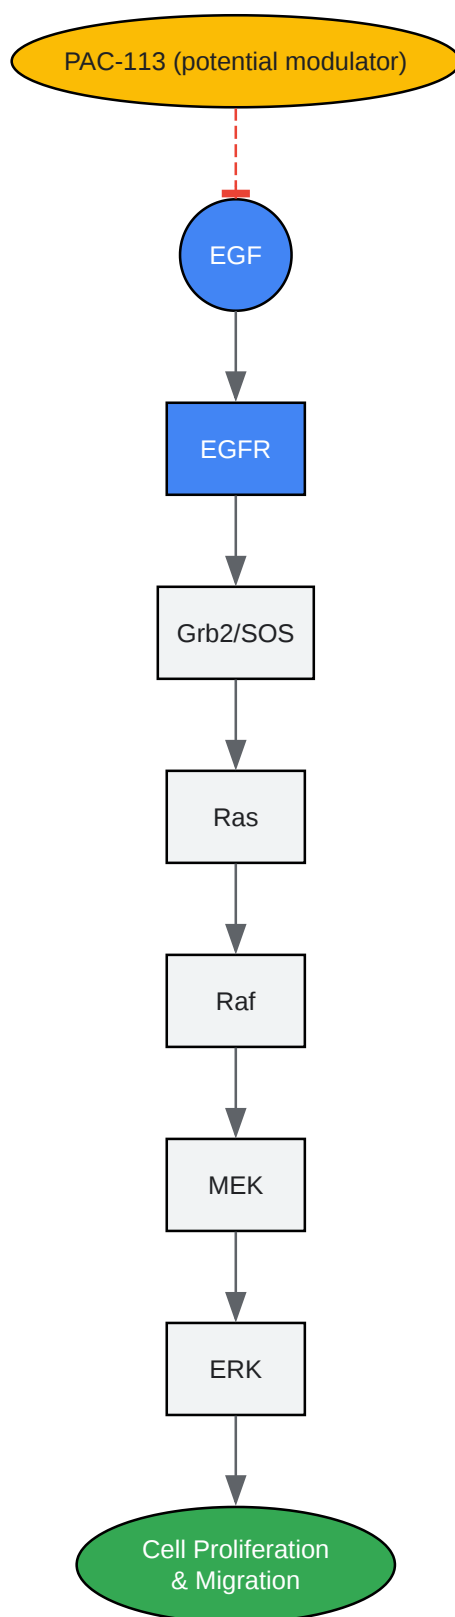 PAC-113 (potential modulator)
EGF
EGFR
Grb2/SOS
Ras
Raf
MEK
ERK
Cell Proliferation
& Migration